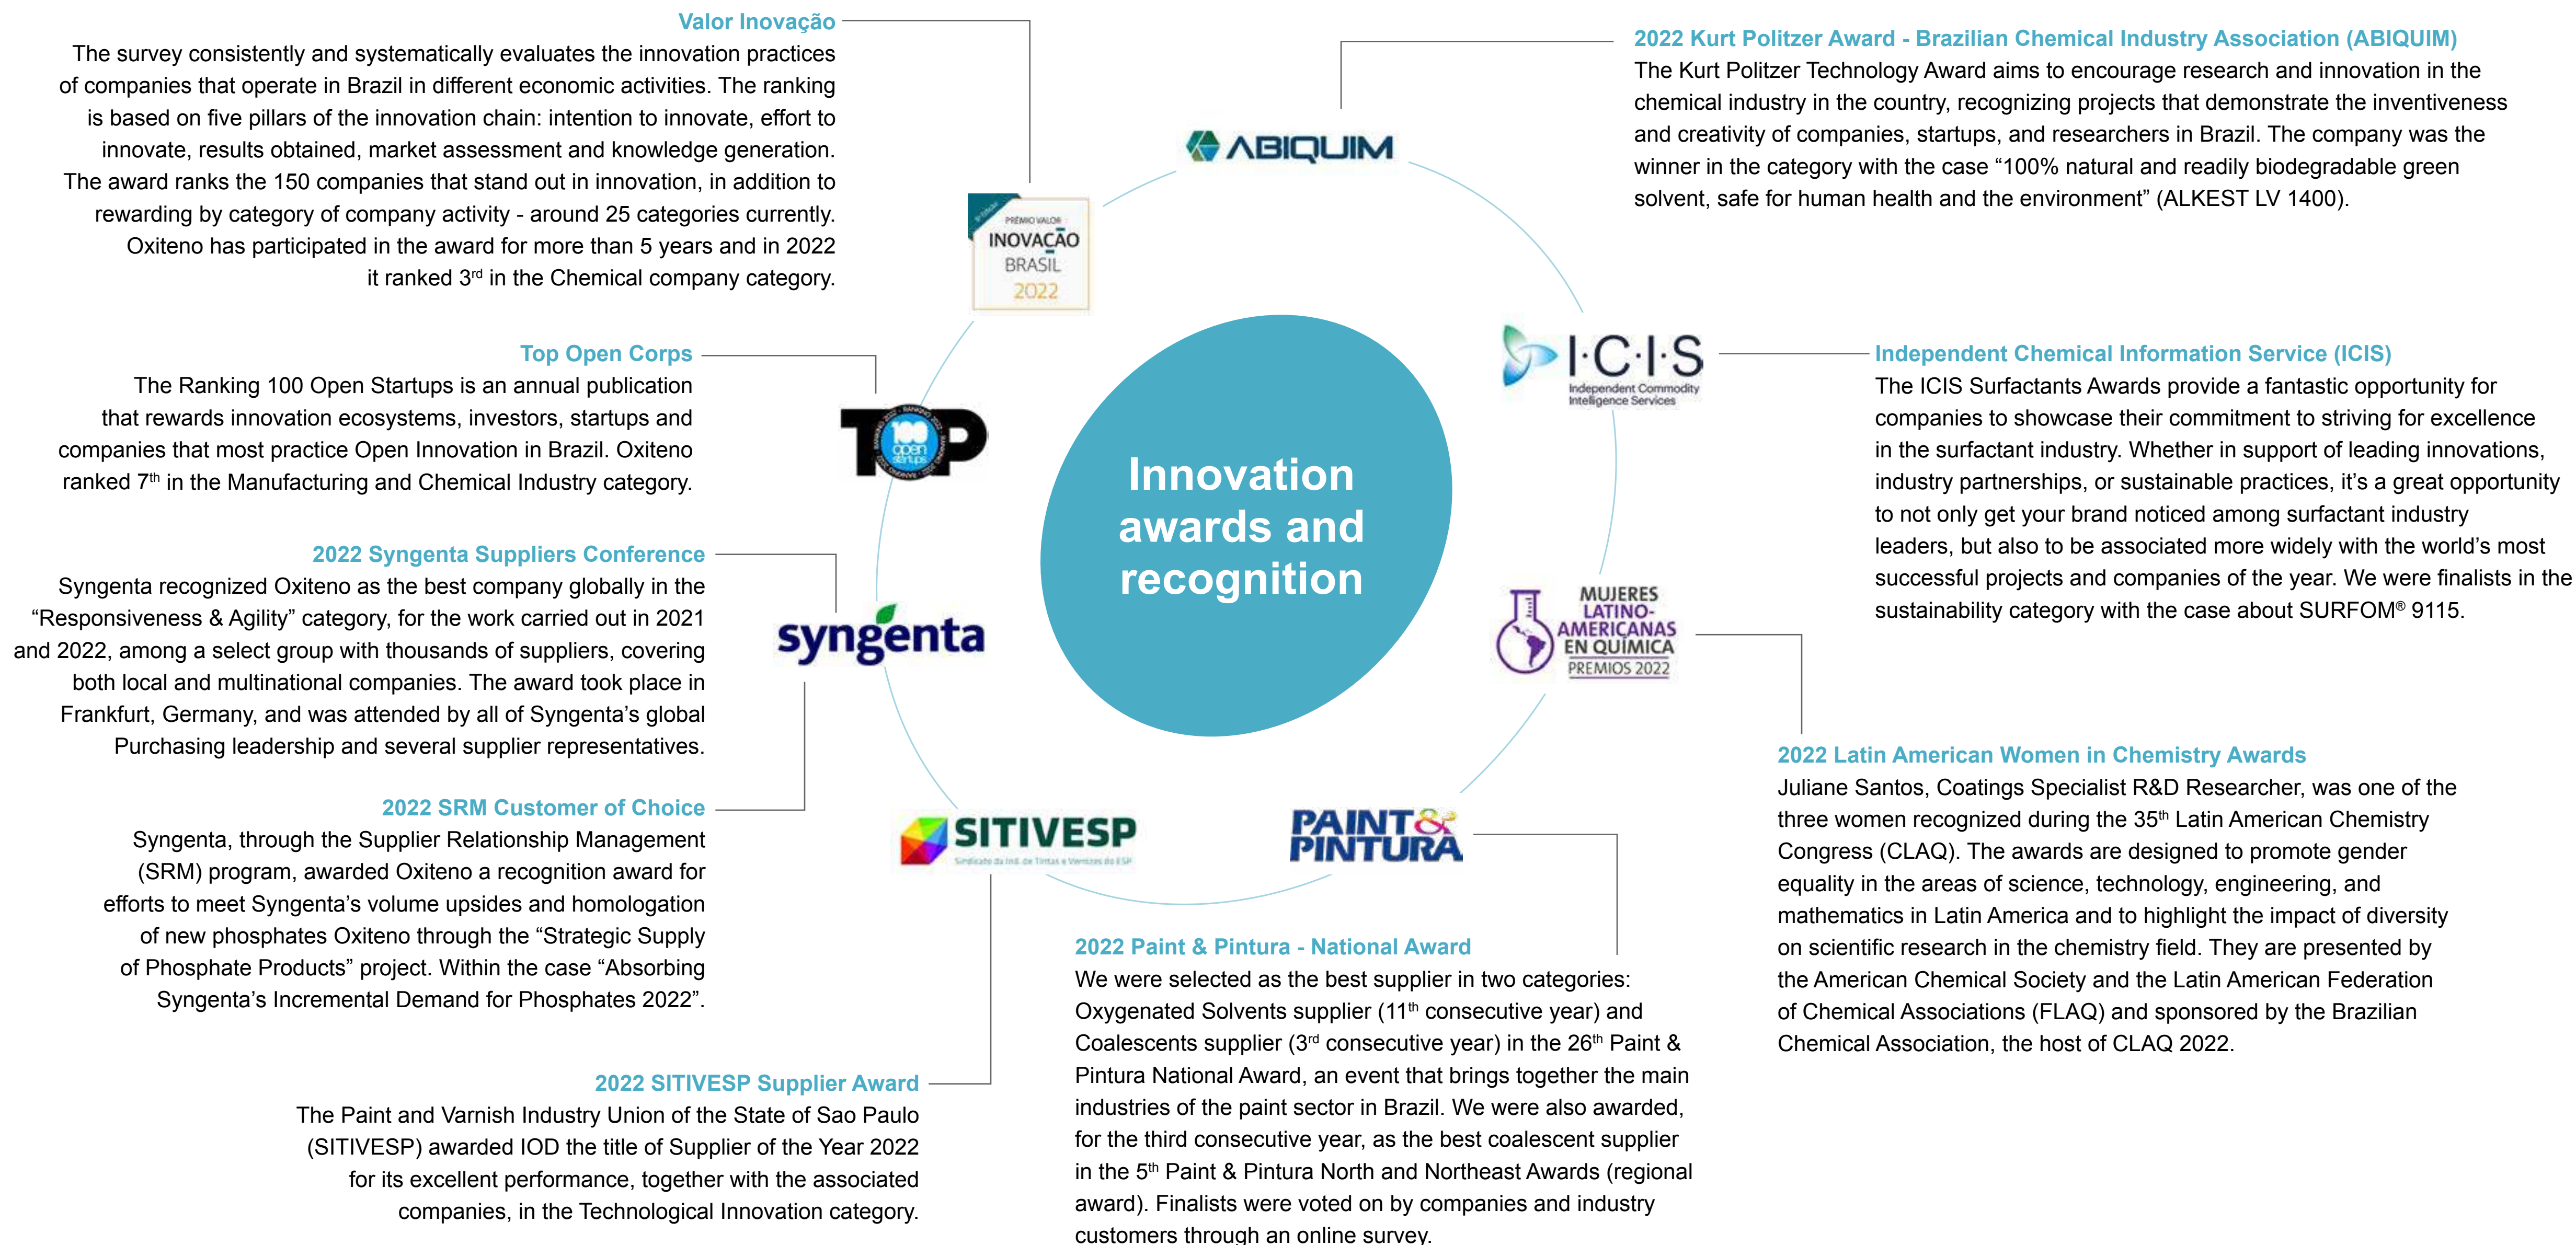 Valor Inovação
The survey consistently and systematically evaluates the innovation practices
of companies that operate in Brazil in different economic activities. The ranking
is based on five pillars of the innovation chain: intention to innovate, effort to
innovate, results obtained, market assessment and knowledge generation.
The award ranks the 150 companies that stand out in innovation, in addition to
rewarding by category of company activity - around 25 categories currently.
Oxiteno has participated in the award for more than 5 years and in 2022
it ranked 3rd in the Chemical company category.
Top Open Corps
The Ranking 100 Open Startups is an annual publication
that rewards innovation ecosystems, investors, startups and
companies that most practice Open Innovation in Brazil. Oxiteno
ranked 7th in the Manufacturing and Chemical Industry category.
2022 Syngenta Suppliers Conference
Syngenta recognized Oxiteno as the best company globally in the
“Responsiveness & Agility” category, for the work carried out in 2021
and 2022, among a select group with thousands of suppliers, covering
both local and multinational companies. The award took place in
Frankfurt, Germany, and was attended by all of Syngenta’s global
Purchasing leadership and several supplier representatives.
2022 SRM Customer of Choice
Syngenta, through the Supplier Relationship Management
(SRM) program, awarded Oxiteno a recognition award for
efforts to meet Syngenta’s volume upsides and homologation
of new phosphates Oxiteno through the “Strategic Supply
of Phosphate Products” project. Within the case “Absorbing
Syngenta’s Incremental Demand for Phosphates 2022”.
2022 SITIVESP Supplier Award
The Paint and Varnish Industry Union of the State of Sao Paulo
(SITIVESP) awarded IOD the title of Supplier of the Year 2022
for its excellent performance, together with the associated
companies, in the Technological Innovation category.
PRÊMIO VALOR
INOVAÇÃO
BRASIL
2022
TOP
100
open
startups
syngenta
SITIVESP
Sindicato da Ind. de Tintas e Vernizes do ESP
Innovation
awards and
recognition
ABIQUIM
I·C·I·S
Independent Commodity
Intelligence Services
MUJERES
LATINO-
AMERICANAS
EN QUÍMICA
PREMIOS 2022
PAINT&
PINTURA
2022 Paint & Pintura - National Award
We were selected as the best supplier in two categories:
Oxygenated Solvents supplier (11th consecutive year) and
Coalescents supplier (3rd consecutive year) in the 26th Paint &
Pintura National Award, an event that brings together the main
industries of the paint sector in Brazil. We were also awarded,
for the third consecutive year, as the best coalescent supplier
in the 5th Paint & Pintura North and Northeast Awards (regional
award). Finalists were voted on by companies and industry
customers through an online survey.
2022 Kurt Politzer Award - Brazilian Chemical Industry Association (ABIQUIM)
The Kurt Politzer Technology Award aims to encourage research and innovation in the
chemical industry in the country, recognizing projects that demonstrate the inventiveness
and creativity of companies, startups, and researchers in Brazil. The company was the
winner in the category with the case “100% natural and readily biodegradable green
solvent, safe for human health and the environment” (ALKEST LV 1400).
Independent Chemical Information Service (ICIS)
The ICIS Surfactants Awards provide a fantastic opportunity for
companies to showcase their commitment to striving for excellence
in the surfactant industry. Whether in support of leading innovations,
industry partnerships, or sustainable practices, it’s a great opportunity
to not only get your brand noticed among surfactant industry
leaders, but also to be associated more widely with the world’s most
successful projects and companies of the year. We were finalists in the
sustainability category with the case about SURFOM® 9115.
2022 Latin American Women in Chemistry Awards
Juliane Santos, Coatings Specialist R&D Researcher, was one of the
three women recognized during the 35th Latin American Chemistry
Congress (CLAQ). The awards are designed to promote gender
equality in the areas of science, technology, engineering, and
mathematics in Latin America and to highlight the impact of diversity
on scientific research in the chemistry field. They are presented by
the American Chemical Society and the Latin American Federation
of Chemical Associations (FLAQ) and sponsored by the Brazilian
Chemical Association, the host of CLAQ 2022.